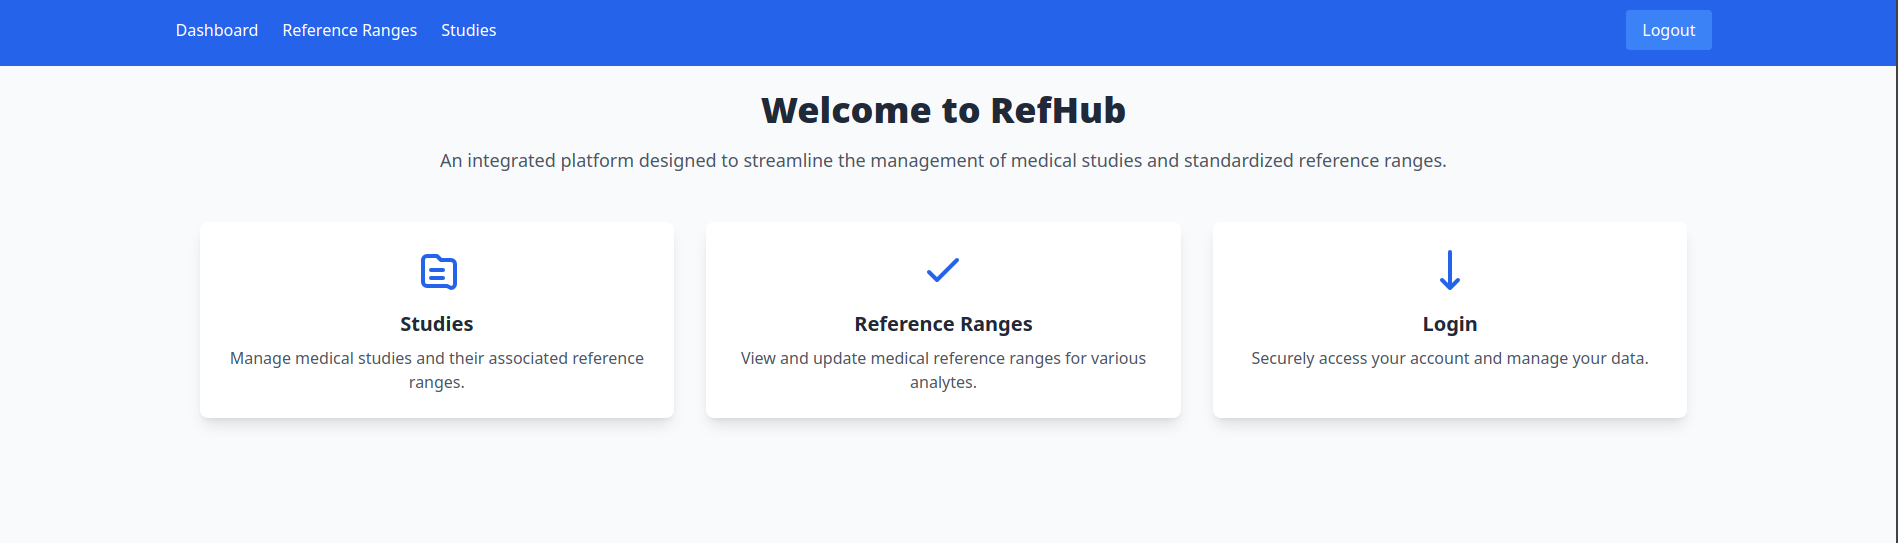 Dashboard Reference Ranges Studies Logout
Welcome to RefHub
An integrated platform designed to streamline the management of medical studies and standardized reference ranges.
Studies
Manage medical studies and their associated reference
ranges.
Reference Ranges
View and update medical reference ranges for various
analytes.
Login
Securely access your account and manage your data.